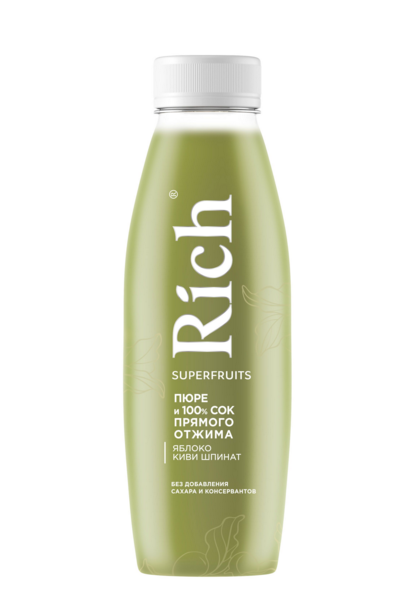 Rich®
SUPERFRUITS
ПЮРЕ
и 100% СОК
ПРЯМОГО
ОТЖИМА
ЯБЛОКО
КИВИ ШПИНАТ
БЕЗ ДОБАВЛЕНИЯ
САХАРА И КОНСЕРВАНТОВ